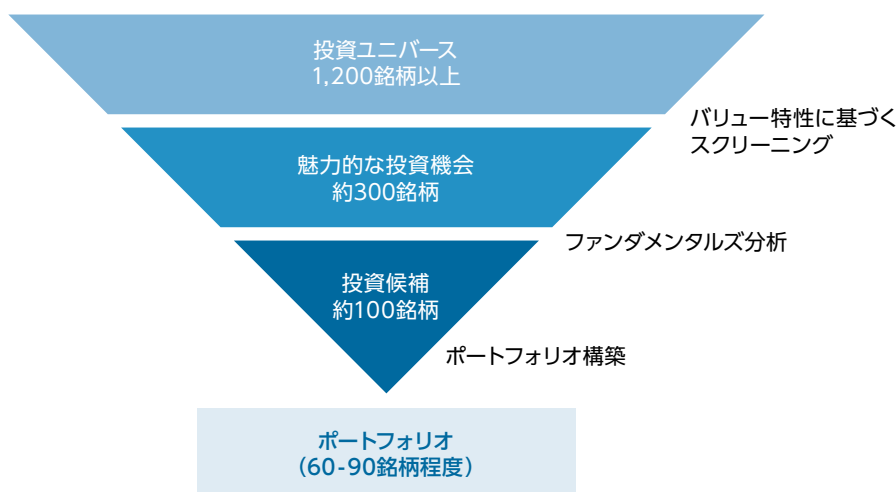 投資ユニバース
1,200銘柄以上
バリュー特性に基づく
スクリーニング
魅力的な投資機会
約300銘柄
ファンダメンタルズ分析
投資候補
約100銘柄
ポートフォリオ構築
ポートフォリオ
（60-90銘柄程度）